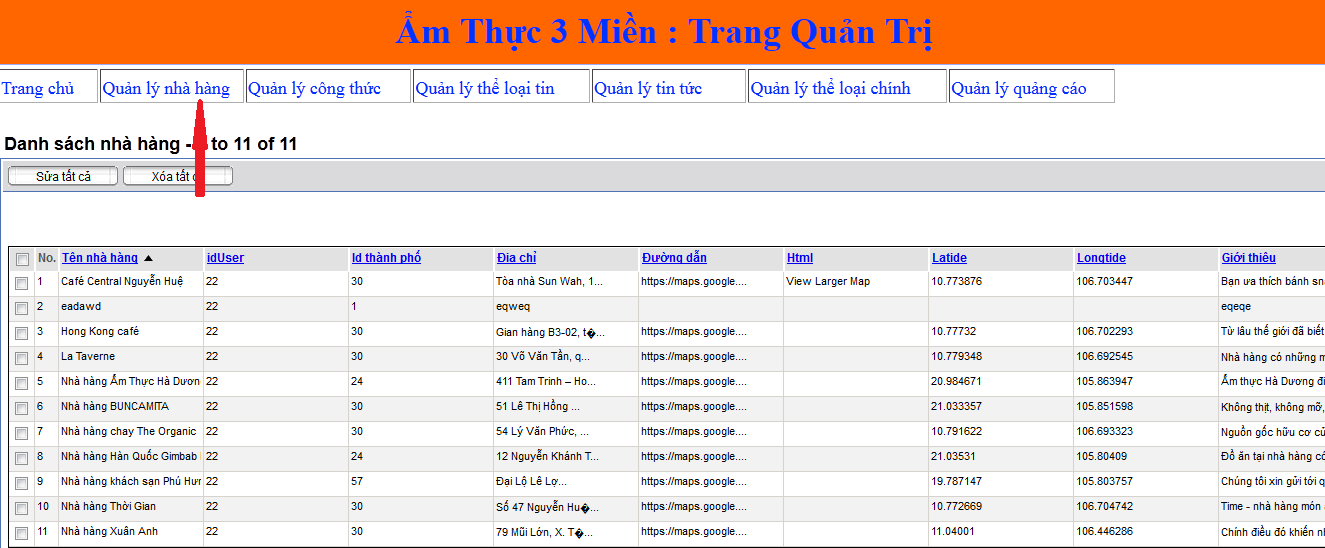 Ẩm Thực 3 Miền : Trang Quản Trị
Trang chủ Quản lý nhà hàng Quản lý công thức Quản lý thể loại tin Quản lý tin tức Quản lý thể loại chính Quản lý quảng cáo
Danh sách nhà hàng - to 11 of 11
Sửa tất cả Xóa tất
No. Tên nhà hàng ▲ idUser Id thành phố Địa chỉ Đường dẫn Html Latide Longtide Giới thiệu
1 Café Central Nguyễn Huệ 22 30 Tòa nhà Sun Wah, 1... https://maps.google.... View Larger Map 10.773876 106.703447 Bạn ưa thích bánh sn
2 eadawd 22 1 eqweq eqeqe
3 Hong Kong café 22 30 Gian hàng B3-02, t�... https://maps.google.... 10.77732 106.702293 Từ lâu thế giới đã biết
4 La Taverne 22 30 30 Võ Văn Tần, q... https://maps.google.... 10.779348 106.692545 Nhà hàng có những m
5 Nhà hàng Ẩm Thực Hà Dươn 22 24 411 Tam Trinh – Ho... https://maps.google.... 20.984671 105.863947 Ẩm thực Hà Dương đi
6 Nhà hàng BUNCAMITA 22 30 51 Lê Thị Hồng ... https://maps.google.... 21.033357 105.851598 Không thịt, không mỡ,
7 Nhà hàng chay The Organic 22 30 54 Lý Văn Phức, ... https://maps.google.... 10.791622 106.693323 Nguồn gốc hữu cơ củ
8 Nhà hàng Hàn Quốc Gimbab 22 24 12 Nguyễn Khánh T... https://maps.google.... 21.03531 105.80409 Đồ ăn tại nhà hàng có
9 Nhà hàng khách sạn Phú Hưn 22 57 Đại Lộ Lê Lợ... https://maps.google.... 19.787147 105.803757 Chúng tôi xin gửi tới q
10 Nhà hàng Thời Gian 22 30 Số 47 Nguyễn Hu�... https://maps.google.... 10.772669 106.704742 Time - nhà hàng món
11 Nhà hàng Xuân Anh 22 30 79 Mũi Lớn, X. T�... https://maps.google.... 11.04001 106.446286 Chính điều đó khiến nh